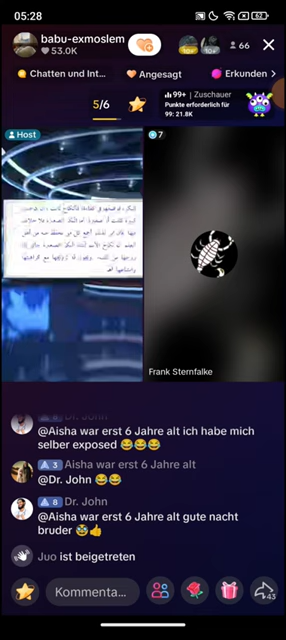 05:28
62
babu-exmoslem
53.0K
10+
66
Chatten und Int...
Angesagt
Erkunden
5/6
99+ | Zuschauer
Punkte erforderlich für
99: 21.8K
Host
7
Frank Sternfalke
8 Dr. John
@Aisha war erst 6 Jahre alt ich habe mich
selber exposed 😂😂😂
3 Aisha war erst 6 Jahre alt
@Dr. John 😂😂
8 Dr. John
@Aisha war erst 6 Jahre alt gute nacht
bruder 🥸👍
Juo ist beigetreten
Kommenta...
43